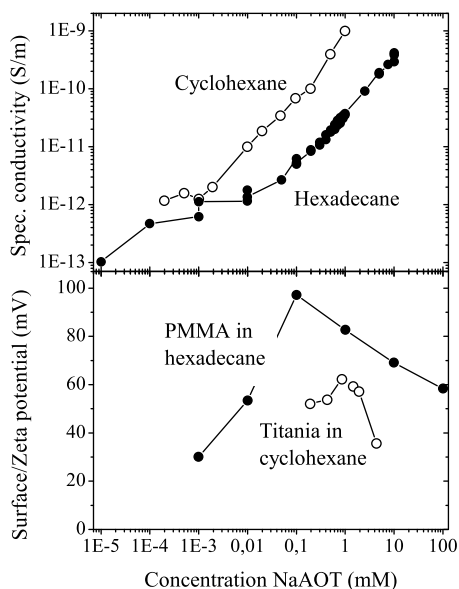 Spec. conductivity (S/m)
1E-9
1E-10
1E-11
1E-12
1E-13
Cyclohexane
Hexadecane
Surface/Zeta potential (mV)
100
80
60
40
20
0
PMMA in
hexadecane
Titania in
cyclohexane
1E-5 1E-4 1E-3 0,01 0,1 1 10 100
Concentration NaAOT (mM)